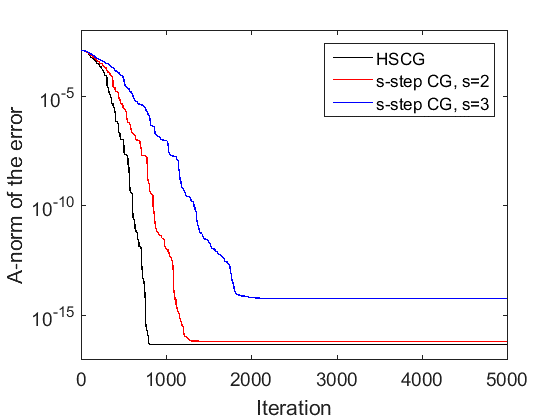 HSCG
s-step CG, s=2
s-step CG, s=3
A-norm of the error
10^-5
10^-10
10^-15
0 1000 2000 3000 4000 5000
Iteration